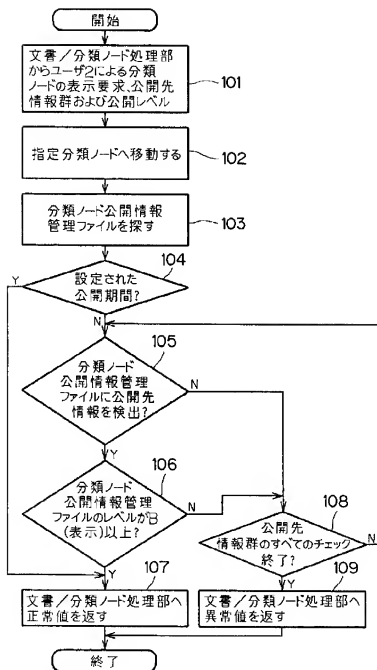 開始
文書／分類ノード処理部
からユーザ2による分類
ノードの表示要求、公開先
情報群および公開レベル
101
指定分類ノードへ移動する
102
分類ノード公開情報
管理ファイルを探す
103
104
設定された
公開期間?
Y
N
105
分類ノード
公開情報管理
ファイルに公開先
情報を検出?
N
Y
106
分類ノード
公開情報管理
ファイルのレベルがB
(表示)以上?
N
Y
108
公開先
情報群のすべてのチェック
終了?
N
Y
107
文書／分類ノード処理部へ
正常値を返す
109
文書／分類ノード処理部へ
異常値を返す
終了